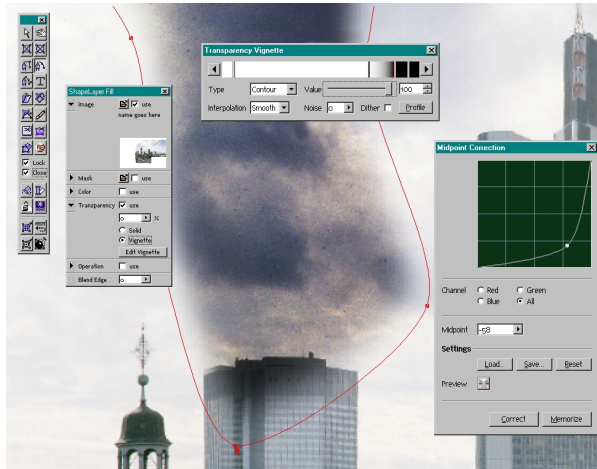 Transparency Vignette
Type Contour Value 100
Interpolation Smooth Noise 0 Dither Profile
ShapeLayer Fill
Image use
name goes here
Mask use
Color use
Transparency use
0 %
Solid
Vignette
Edit Vignette
Operation use
Blend Edge 0
T
Lock
Close
Midpoint Correction
Channel Red Green
Blue All
Midpoint -58
Settings
Load... Save... Reset
Preview
Correct Memorize